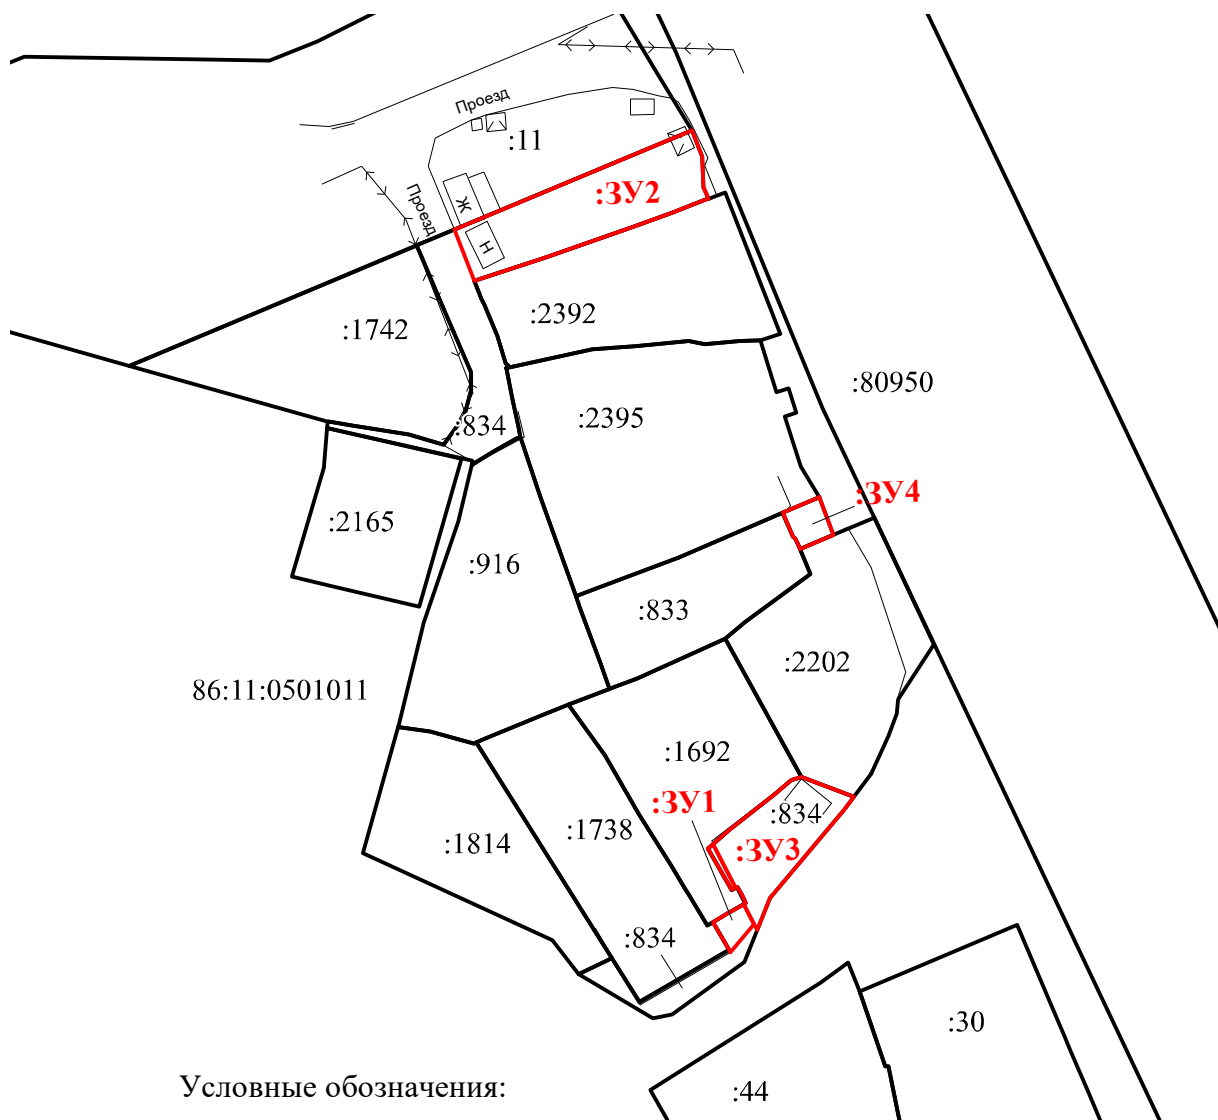 Проезд
:11
Проезд
Ж
:ЗУ2
Н
:2392
:1742
:80950
:834
:2395
:ЗУ4
:2165
:916
:833
:2202
86:11:0501011
:1692
:ЗУ1
:834
:1738
:1814
:ЗУ3
:834
:30
Условные обозначения:
:44